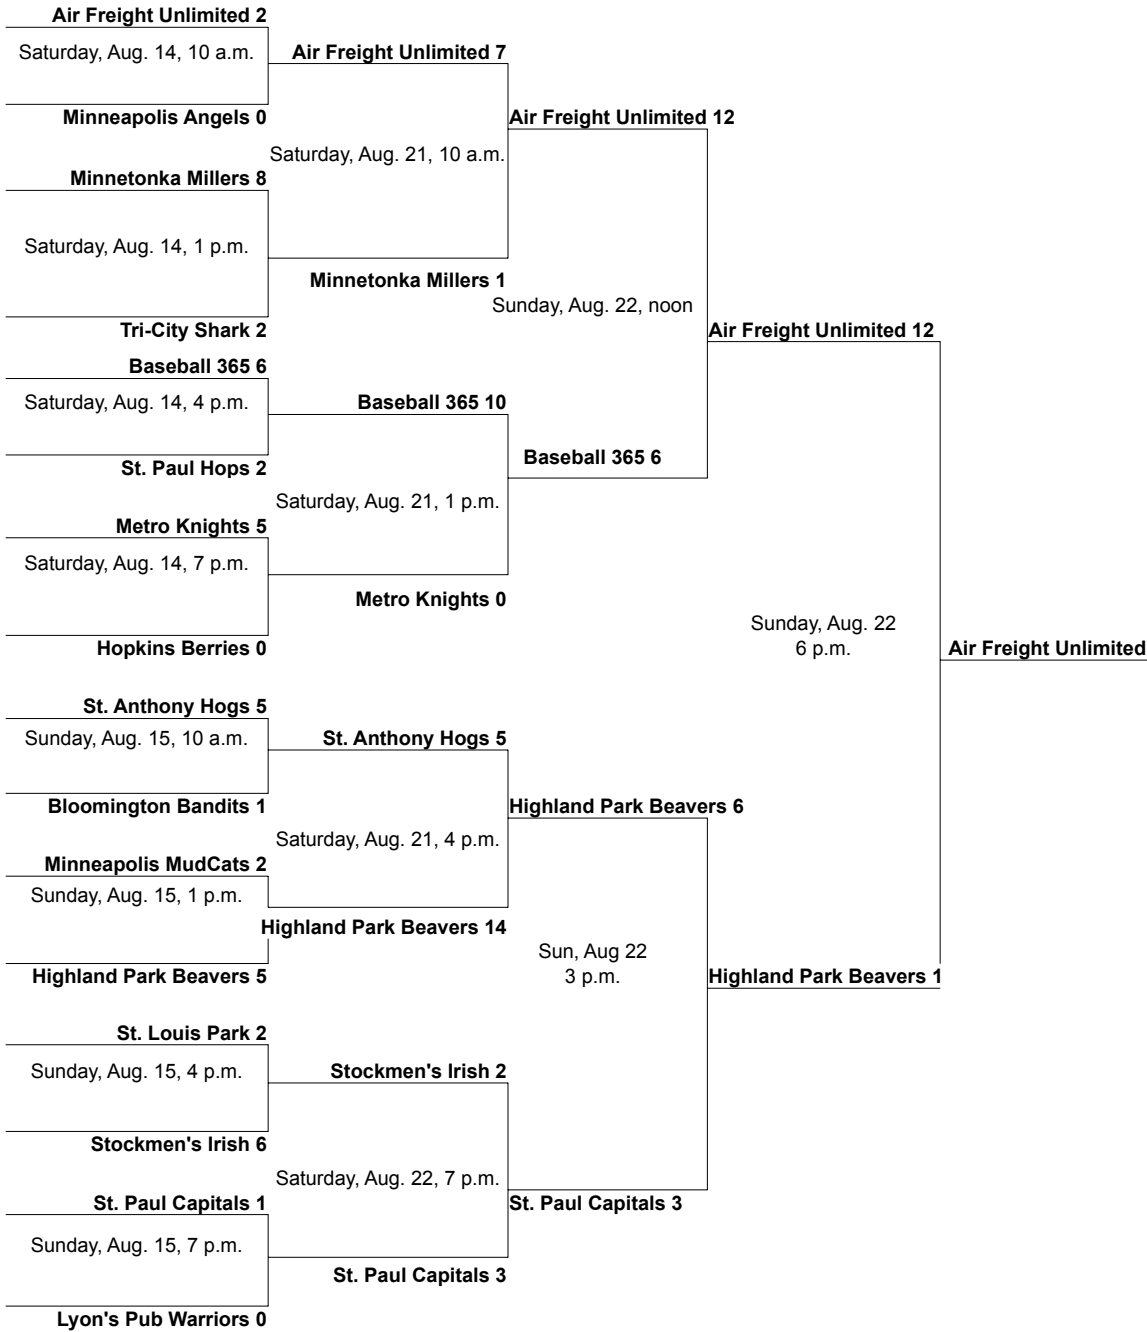 Air Freight Unlimited 2
Saturday, Aug. 14, 10 a.m.
Minneapolis Angels 0
Minnetonka Millers 8
Saturday, Aug. 14, 1 p.m.
Tri-City Shark 2
Baseball 365 6
Saturday, Aug. 14, 4 p.m.
St. Paul Hops 2
Metro Knights 5
Saturday, Aug. 14, 7 p.m.
Hopkins Berries 0
St. Anthony Hogs 5
Sunday, Aug. 15, 10 a.m.
Bloomington Bandits 1
Minneapolis MudCats 2
Sunday, Aug. 15, 1 p.m.
Highland Park Beavers 5
St. Louis Park 2
Sunday, Aug. 15, 4 p.m.
Stockmen's Irish 6
St. Paul Capitals 1
Sunday, Aug. 15, 7 p.m.
Lyon's Pub Warriors 0
Air Freight Unlimited 7
Saturday, Aug. 21, 10 a.m.
Minnetonka Millers 1
Baseball 365 10
Saturday, Aug. 21, 1 p.m.
Metro Knights 0
St. Anthony Hogs 5
Saturday, Aug. 21, 4 p.m.
Highland Park Beavers 14
Stockmen's Irish 2
Saturday, Aug. 22, 7 p.m.
St. Paul Capitals 3
Air Freight Unlimited 12
Sunday, Aug. 22, noon
Baseball 365 6
Highland Park Beavers 6
Sun, Aug 22
3 p.m.
St. Paul Capitals 3
Air Freight Unlimited 12
Sunday, Aug. 22
6 p.m.
Highland Park Beavers 1
Air Freight Unlimited